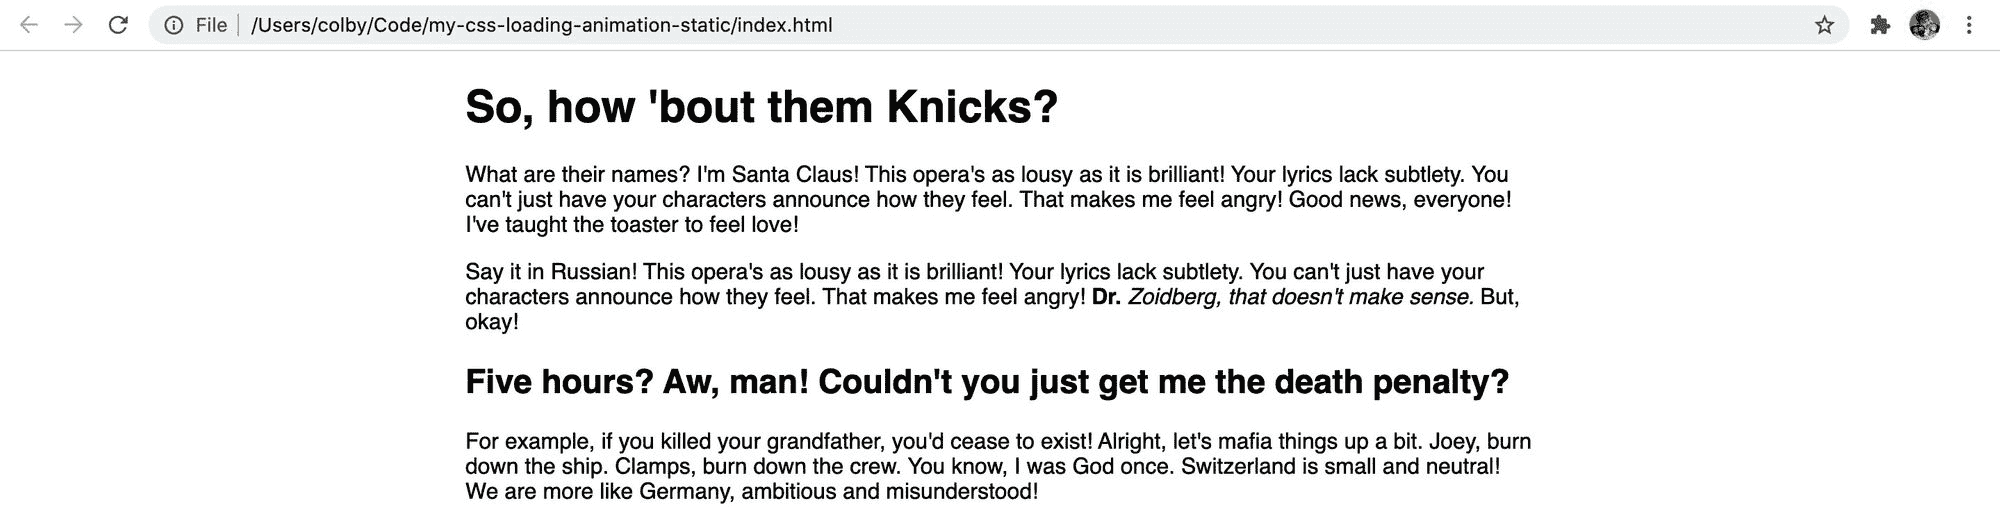 File /Users/colby/Code/my-css-loading-animation-static/index.html
So, how 'bout them Knicks?
What are their names? I'm Santa Claus! This opera's as lousy as it is brilliant! Your lyrics lack subtlety. You
can't just have your characters announce how they feel. That makes me feel angry! Good news, everyone!
I've taught the toaster to feel love!
Say it in Russian! This opera's as lousy as it is brilliant! Your lyrics lack subtlety. You can't just have your
characters announce how they feel. That makes me feel angry! Dr. Zoidberg, that doesn't make sense. But,
okay!
Five hours? Aw, man! Couldn't you just get me the death penalty?
For example, if you killed your grandfather, you'd cease to exist! Alright, let's mafia things up a bit. Joey, burn
down the ship. Clamps, burn down the crew. You know, I was God once. Switzerland is small and neutral!
We are more like Germany, ambitious and misunderstood!